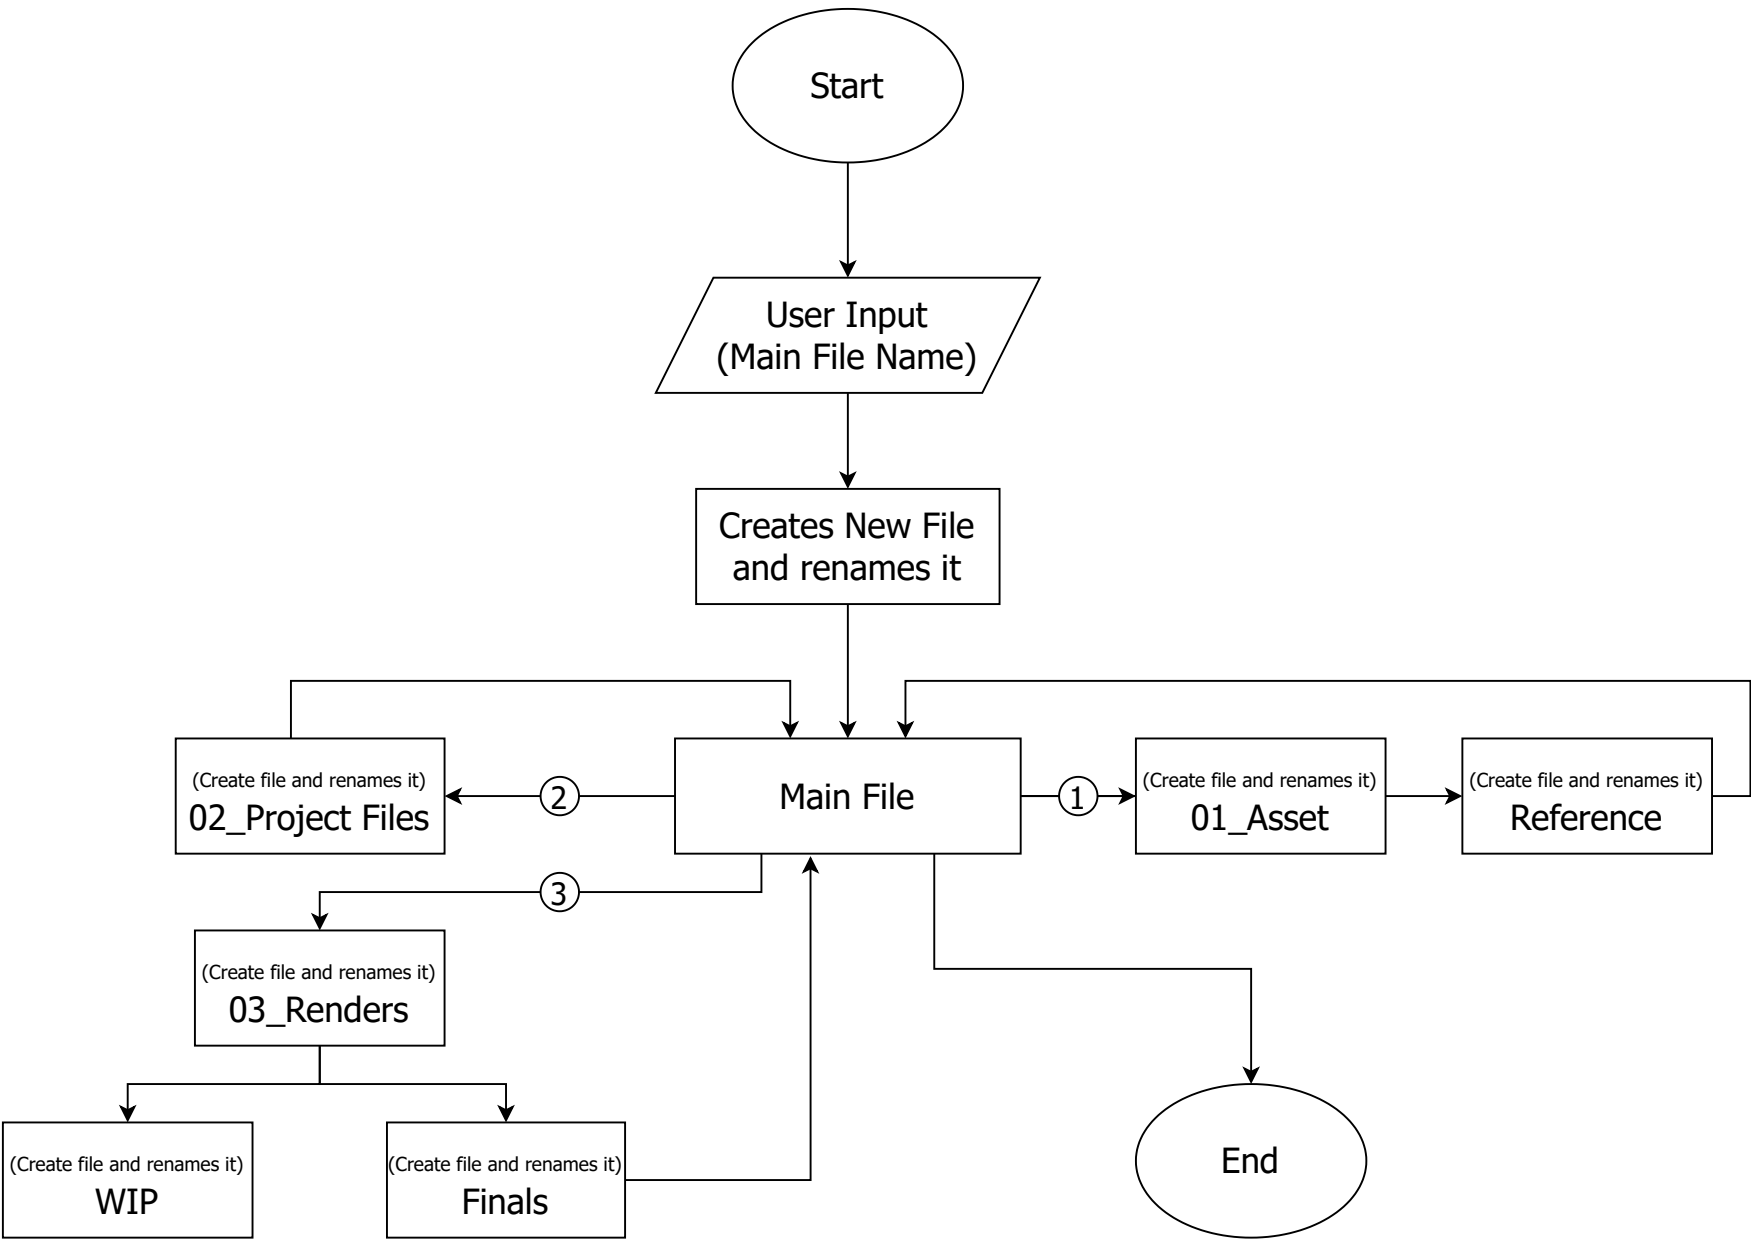 Start
User Input
(Main File Name)
Creates New File
and renames it
(Create file and renames it)
02_Project Files
2
Main File
1
(Create file and renames it)
01_Asset
(Create file and renames it)
Reference
3
(Create file and renames it)
03_Renders
(Create file and renames it)
WIP
(Create file and renames it)
Finals
End